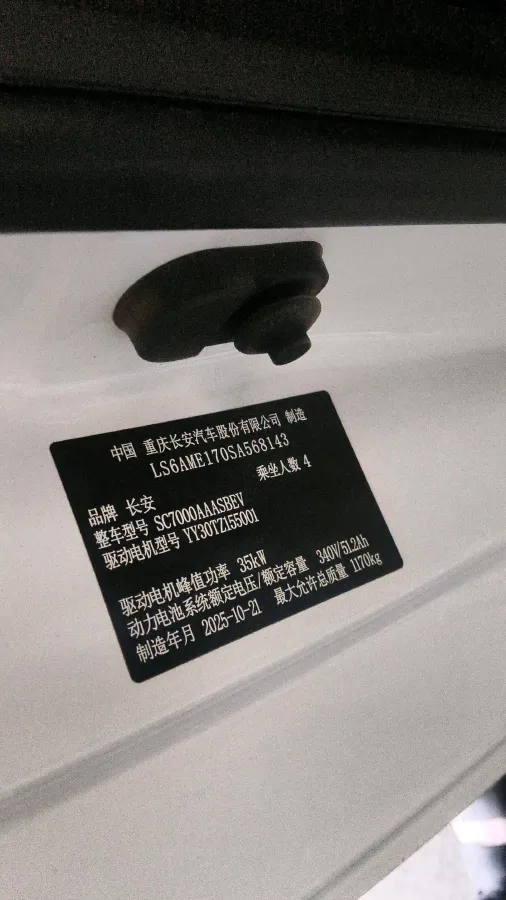 中国 重庆长安汽车股份有限公司 制造
LS6AME170SA568143
乘坐人数 4
品牌 长安
整车型号 SC7000AAASBEV
驱动电机型号 YY30TZ155001
驱动电机峰值功率 35kW
动力电池系统额定电压/额定容量 340V/51.2Ah
制造年月 2025-10-21 最大允许总质量 1170kg